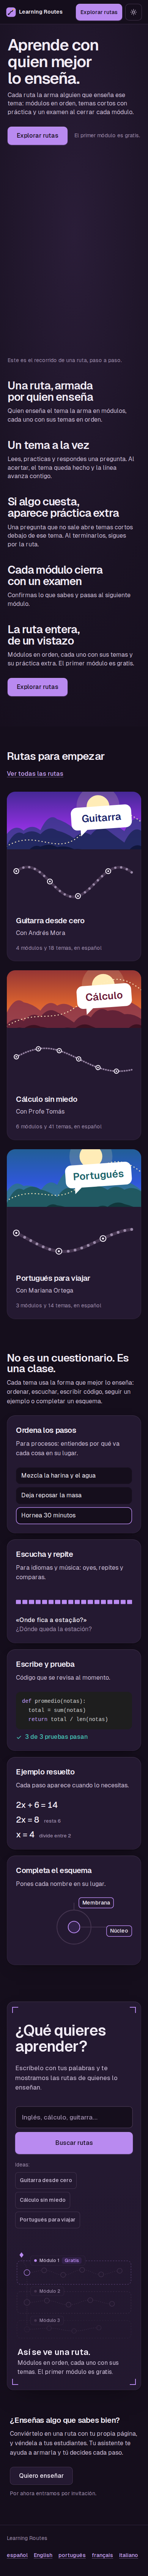 Learning Routes
Explorar rutas
Aprende con
quien mejor
lo enseña.
Cada ruta la arma alguien que enseña ese
tema: módulos en orden, temas cortos con
práctica y un examen al cerrar cada módulo.
Explorar rutas
El primer módulo es gratis.
Este es el recorrido de una ruta, paso a paso.
Una ruta, armada
por quien enseña
Quien enseña el tema la arma en módulos,
cada uno con sus temas en orden.
Un tema a la vez
Lees, practicas y respondes una pregunta. Al
acertar, el tema queda hecho y la línea
avanza contigo.
Si algo cuesta,
aparece práctica extra
Una pregunta que no sale abre temas cortos
debajo de ese tema. Al terminarlos, sigues
por la ruta.
Cada módulo cierra
con un examen
Confirmas lo que sabes y pasas al siguiente
módulo.
La ruta entera,
de un vistazo
Módulos en orden, cada uno con sus temas y
su práctica extra. El primer módulo es gratis.
Explorar rutas
Rutas para empezar
Ver todas las rutas
Guitarra
Guitarra desde cero
Con Andrés Mora
4 módulos y 18 temas, en español
Cálculo
Cálculo sin miedo
Con Profe Tomás
6 módulos y 41 temas, en español
Portugués
Portugués para viajar
Con Mariana Ortega
3 módulos y 14 temas, en español
No es un cuestionario. Es
una clase.
Cada tema usa la forma que mejor lo enseña:
ordenar, escuchar, escribir código, seguir un
ejemplo o completar un esquema.
Ordena los pasos
Para procesos: entiendes por qué va
cada cosa en su lugar.
Mezcla la harina y el agua
Deja reposar la masa
Hornea 30 minutos
Escucha y repite
Para idiomas y música: oyes, repites y
comparas.
«Onde fica a estação?»
¿Dónde queda la estación?
Escribe y prueba
Código que se revisa al momento.
def promedio(notas):
total = sum(notas)
return total / len(notas)
3 de 3 pruebas pasan
Ejemplo resuelto
Cada paso aparece cuando lo necesitas.
2x + 6 = 14
2x = 8 resta 6
x = 4 divide entre 2
Completa el esquema
Pones cada nombre en su lugar.
Membrana
Núcleo
¿Qué quieres
aprender?
Escríbelo con tus palabras y te
mostramos las rutas de quienes lo
enseñan.
Inglés, cálculo, guitarra...
Buscar rutas
Ideas:
Guitarra desde cero
Cálculo sin miedo
Portugués para viajar
Módulo 1 Gratis
Módulo 2
Módulo 3
Así se ve una ruta.
Módulos en orden, cada uno con sus
temas. El primer módulo es gratis.
¿Enseñas algo que sabes bien?
Conviértelo en una ruta con tu propia página,
y véndela a tus estudiantes. Tu asistente te
ayuda a armarla y tú decides cada paso.
Quiero enseñar
Por ahora entramos por invitación.
Learning Routes
español English português français italiano